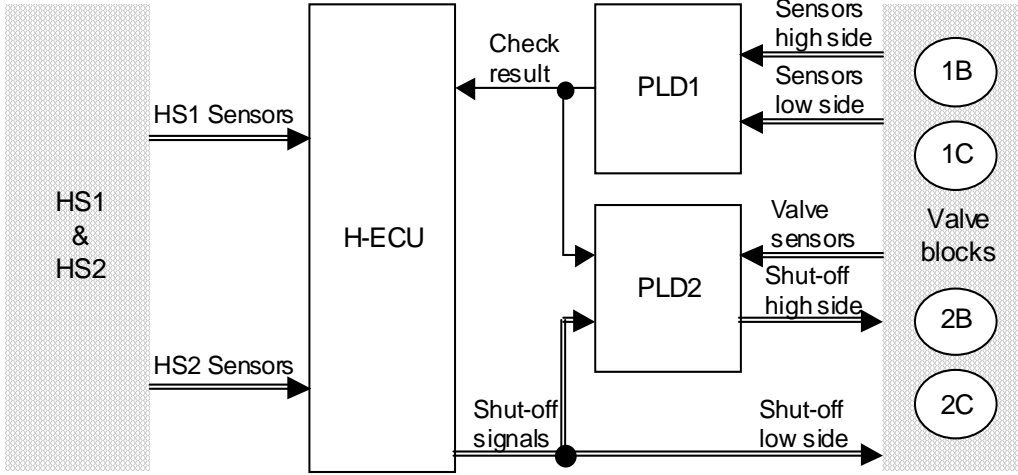 HS1
&
HS2
HS1 Sensors
HS2 Sensors
H-ECU
Check
result
Shut-off
signals
PLD1
PLD2
Sensors
high side
Sensors
low side
Valve
sensors
Shut-off
high side
Shut-off
low side
1B
1C
Valve
blocks
2B
2C